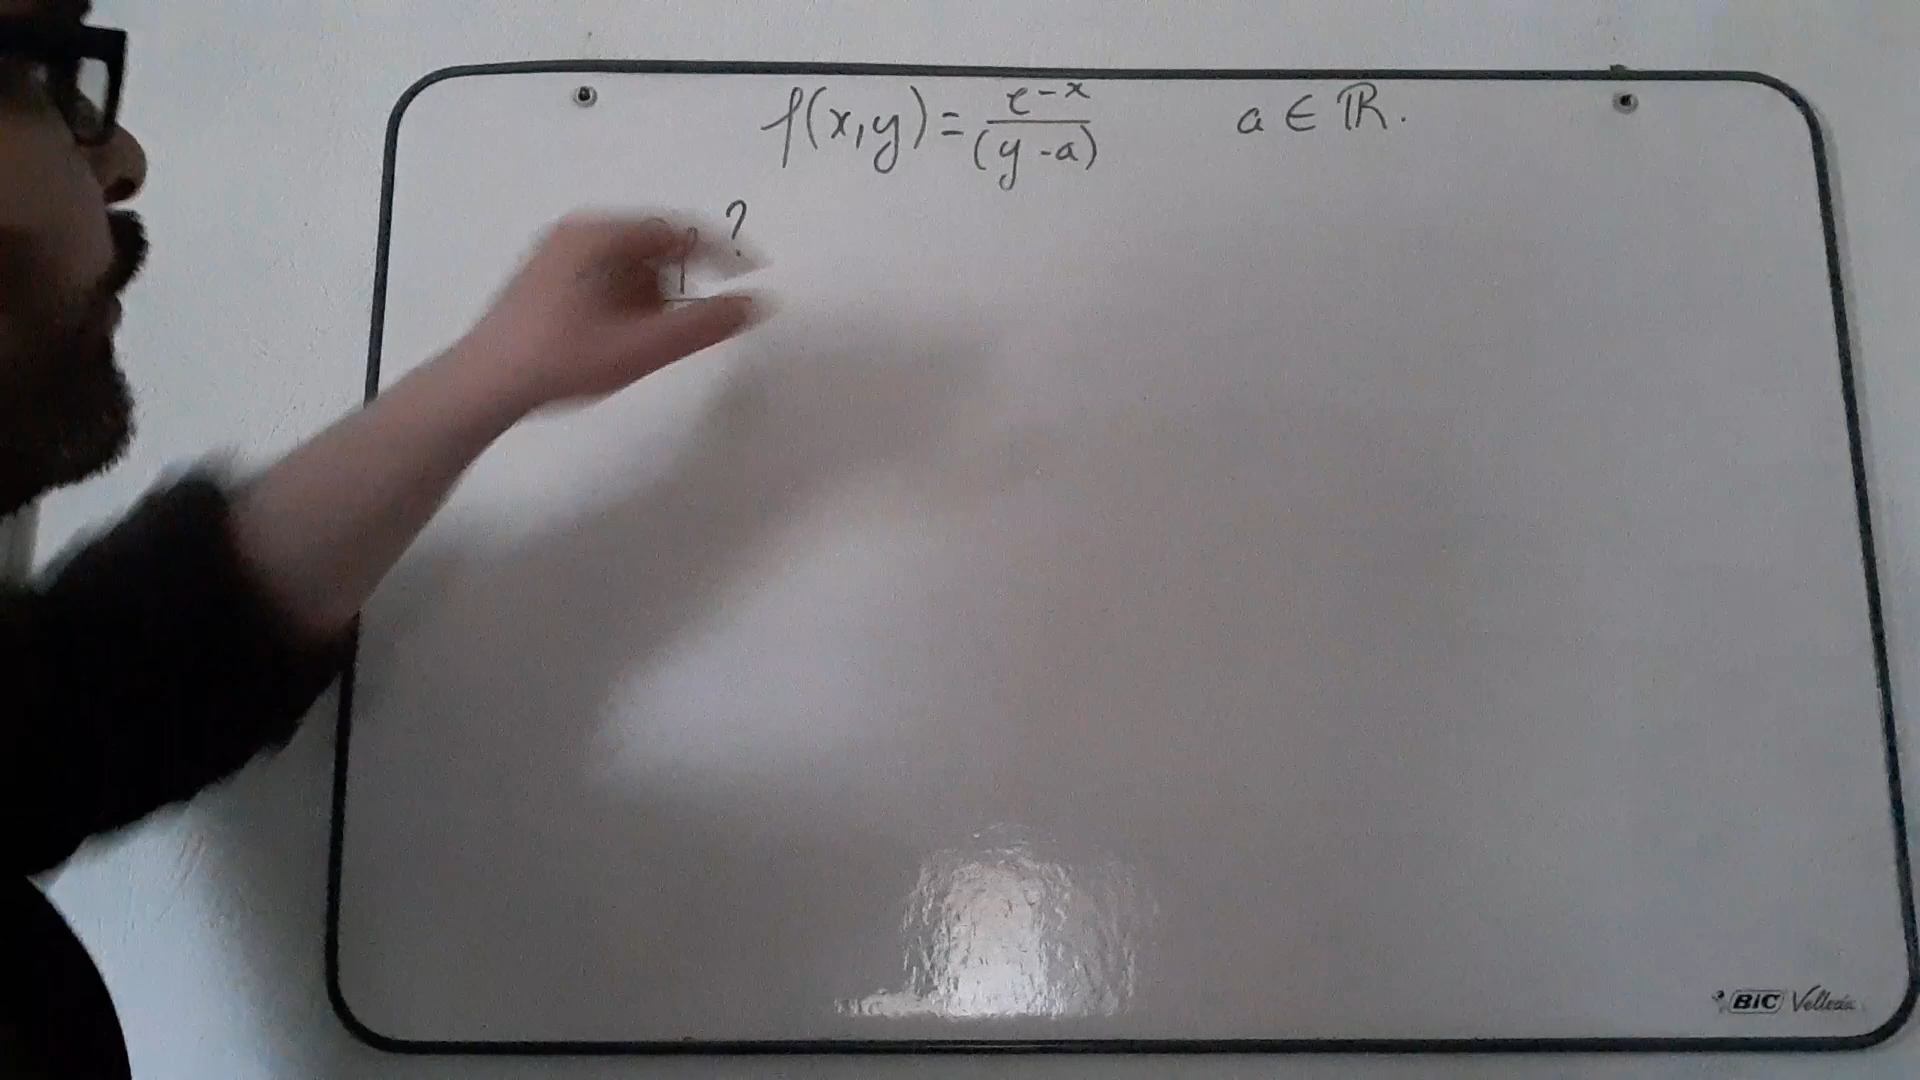 f(x,y) = e^{-x}/(y-a) a ∈ ℝ.
?
BIC Velleda